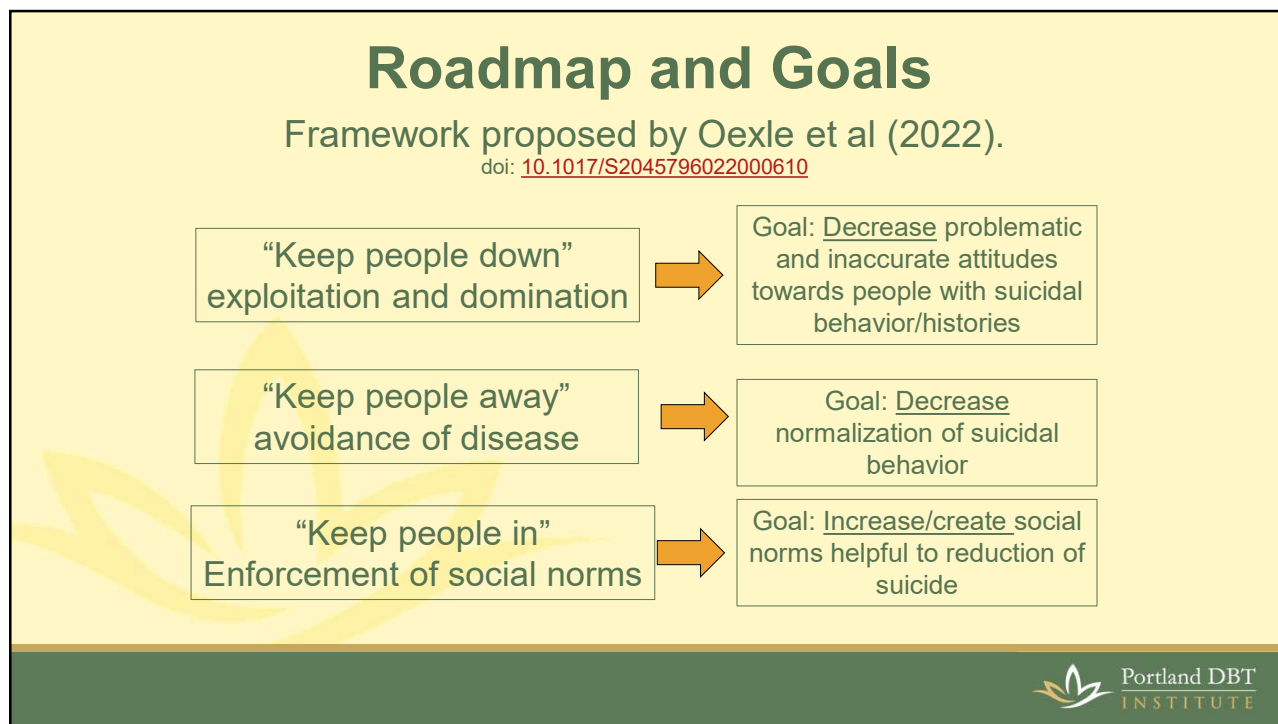 Roadmap and Goals
Framework proposed by Oexle et al (2022).
doi: 10.1017/S2045796022000610
“Keep people down”
exploitation and domination
Goal: Decrease problematic
and inaccurate attitudes
towards people with suicidal
behavior/histories
“Keep people away”
avoidance of disease
Goal: Decrease
normalization of suicidal
behavior
“Keep people in”
Enforcement of social norms
Goal: Increase/create social
norms helpful to reduction of
suicide
Portland DBT
INSTITUTE